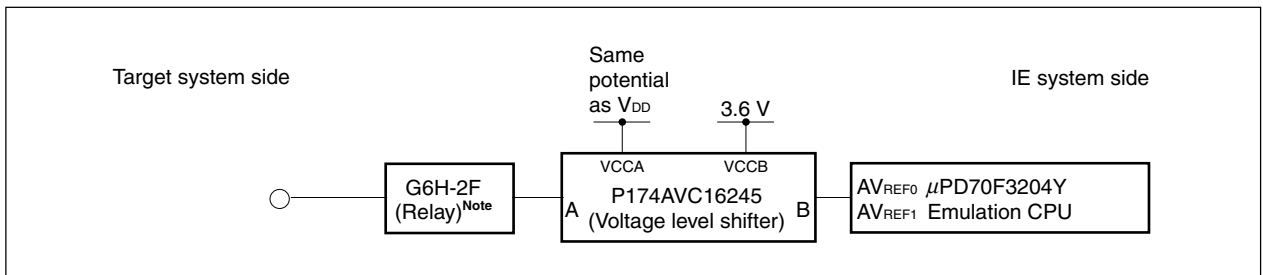 Target system side
Same
potential
as VDD
3.6 V
IE system side
VCCA
VCCB
G6H-2F
(Relay)Note
A
P174AVC16245
(Voltage level shifter)
B
AVREF0 μPD70F3204Y
AVREF1 Emulation CPU